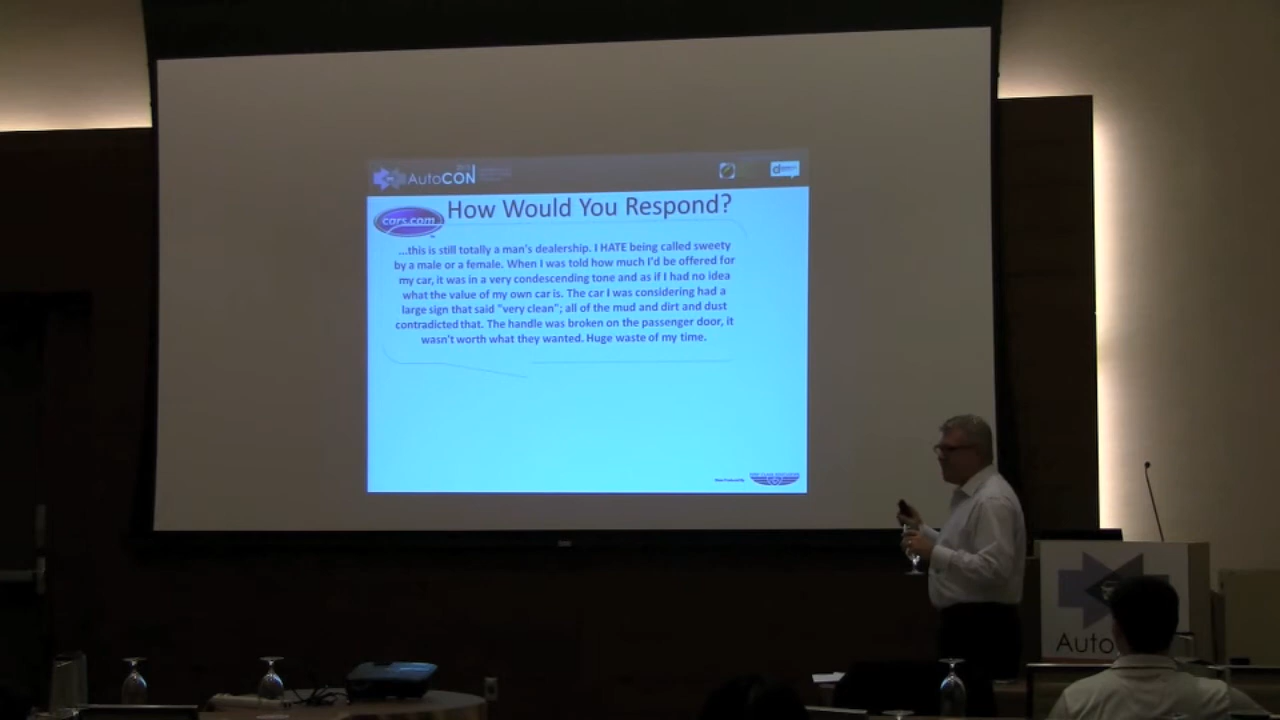 AutoCON
cars.com
How Would You Respond?
...this is still totally a man's dealership. I HATE being called sweety
by a male or a female. When I was told how much I'd be offered for
my car, it was in a very condescending tone and as if I had no idea
what the value of my own car is. The car I was considering had a
large sign that said "very clean"; all of the mud and dirt and dust
contradicted that. The handle was broken on the passenger door, it
wasn't worth what they wanted. Huge waste of my time.
Auto